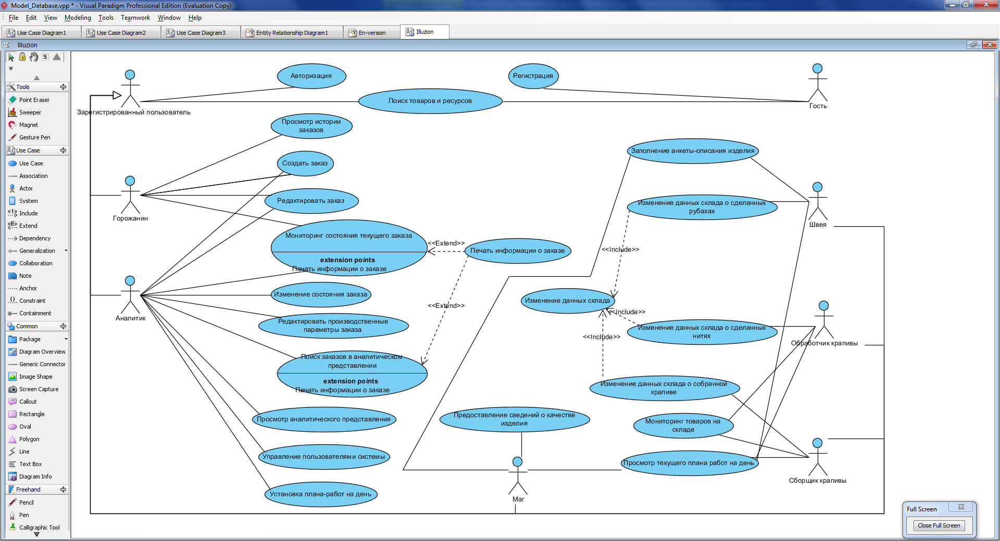 Model_Database.vpp * - Visual Paradigm Professional Edition (Evaluation Copy)
File Edit View Modeling Tools Teamwork Window Help
Use Case Diagram1 Use Case Diagram2 Use Case Diagram3 Entity Relationship Diagram1 En-version Illuzion
Illuzion
S
Tools
Point Eraser
Sweeper
Magnet
Gesture Pen
Use Case
Use Case
Association
Actor
System
Include
Extend
Dependency
Generalization
Collaboration
Note
Anchor
Constraint
Containment
Common
Package
Diagram Overview
Generic Connector
Image Shape
Screen Capture
Callout
Rectangle
Oval
Polygon
Line
Text Box
Diagram Info
Freehand
Pencil
Pen
Calligraphic Tool
Авторизация
Регистрация
Поиск товаров и ресурсов
Зарегистрированный пользователь
Гость
Просмотр истории
заказов
Создать заказ
Заполнение анкеты-описания изделия
Редактировать заказ
Горожанин
Изменение данных склада о сделанных
рубахах
Швея
Мониторинг состояния текущего заказа
extension points
Печать информации о заказе
<<Extend>>
Печать информации о заказе
<<Include>>
Изменение состояния заказа
Изменение данных склада
<<Extend>>
<<Include>>
Аналитик
Редактировать производственные
параметры заказа
Изменение данных склада о сделанных
нитях
<<Include>>
Обработчик крапивы
Поиск заказов в аналитическом
представлении
extension points
Печать информации о заказе
Изменение данных склада о собранной
крапиве
Просмотр аналитического представления
Предоставление сведений о качестве
изделия
Мониторинг товаров на
складе
Управление пользователями системы
Просмотр текущего плана работ на день
Сборщик крапивы
Установка плана-работ на день
Маг
Full Screen
Close Full Screen